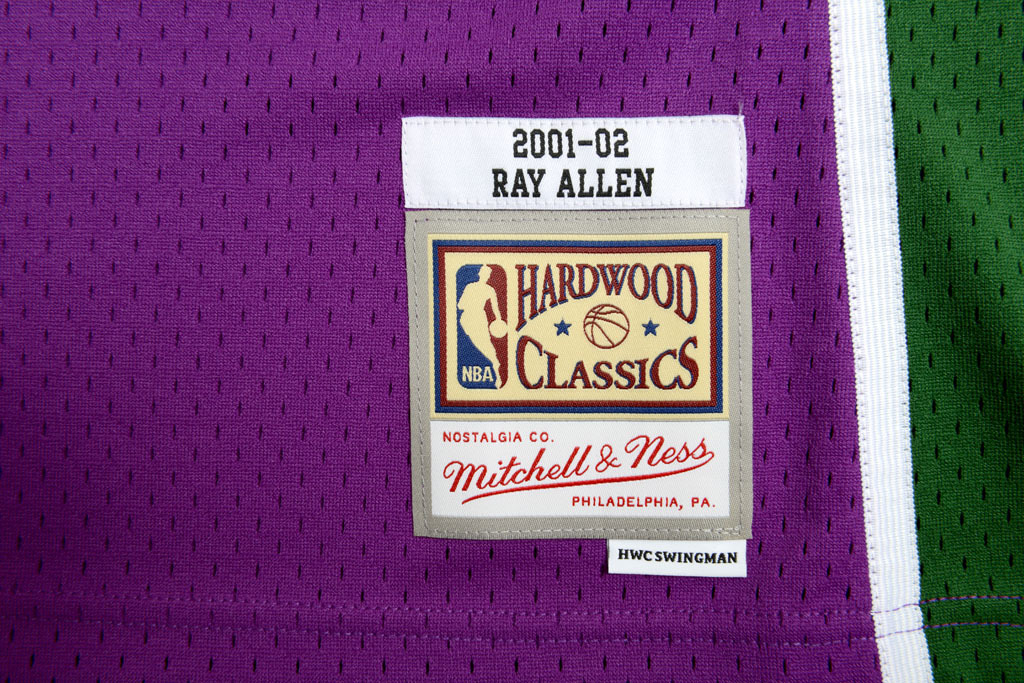 2001-02
RAY ALLEN
HARDWOOD
CLASSICS
NBA
NOSTALGIA CO.
Mitchell & Ness
PHILADELPHIA, PA.
HWC SWINGMAN